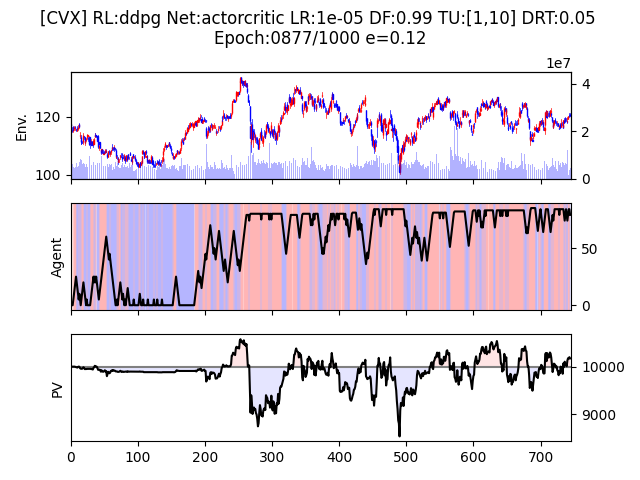 [CVX] RL:ddpg Net:actorcritic LR:1e-05 DF:0.99 TU:[1,10] DRT:0.05
Epoch:0877/1000 e=0.12
1e7
Env.
120
100
4
2
0
Agent
50
0
PV
10000
9000
0 100 200 300 400 500 600 700